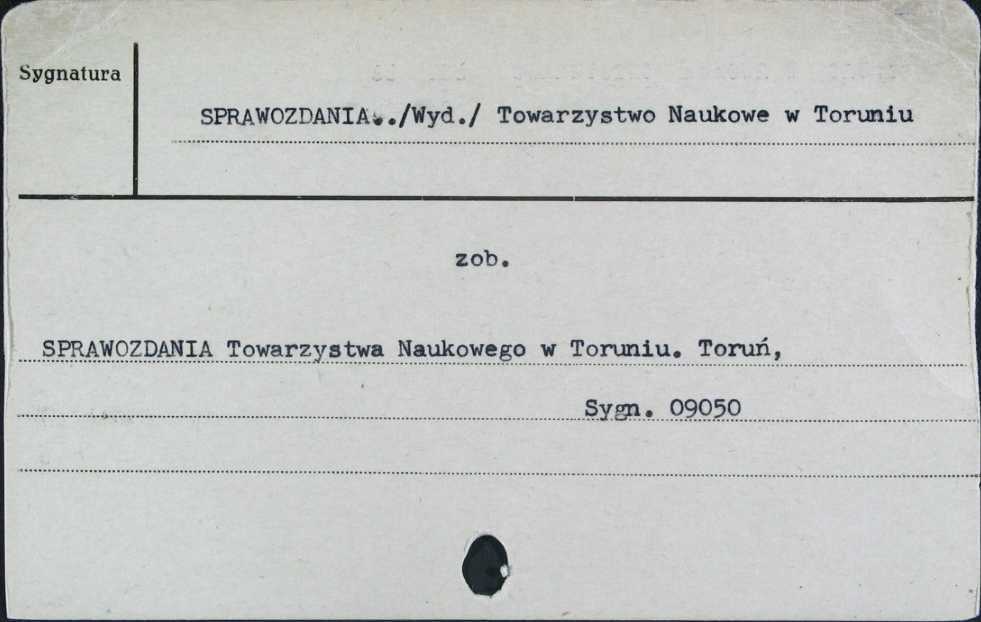 Sygnatura
SPRAWOZDANIA../Wyd./ Towarzystwo Naukowe w Toruniu
zob.
SPRAWOZDANIA Towarzystwa Naukowego w Toruniu. Toruń,
Sygn. 09050